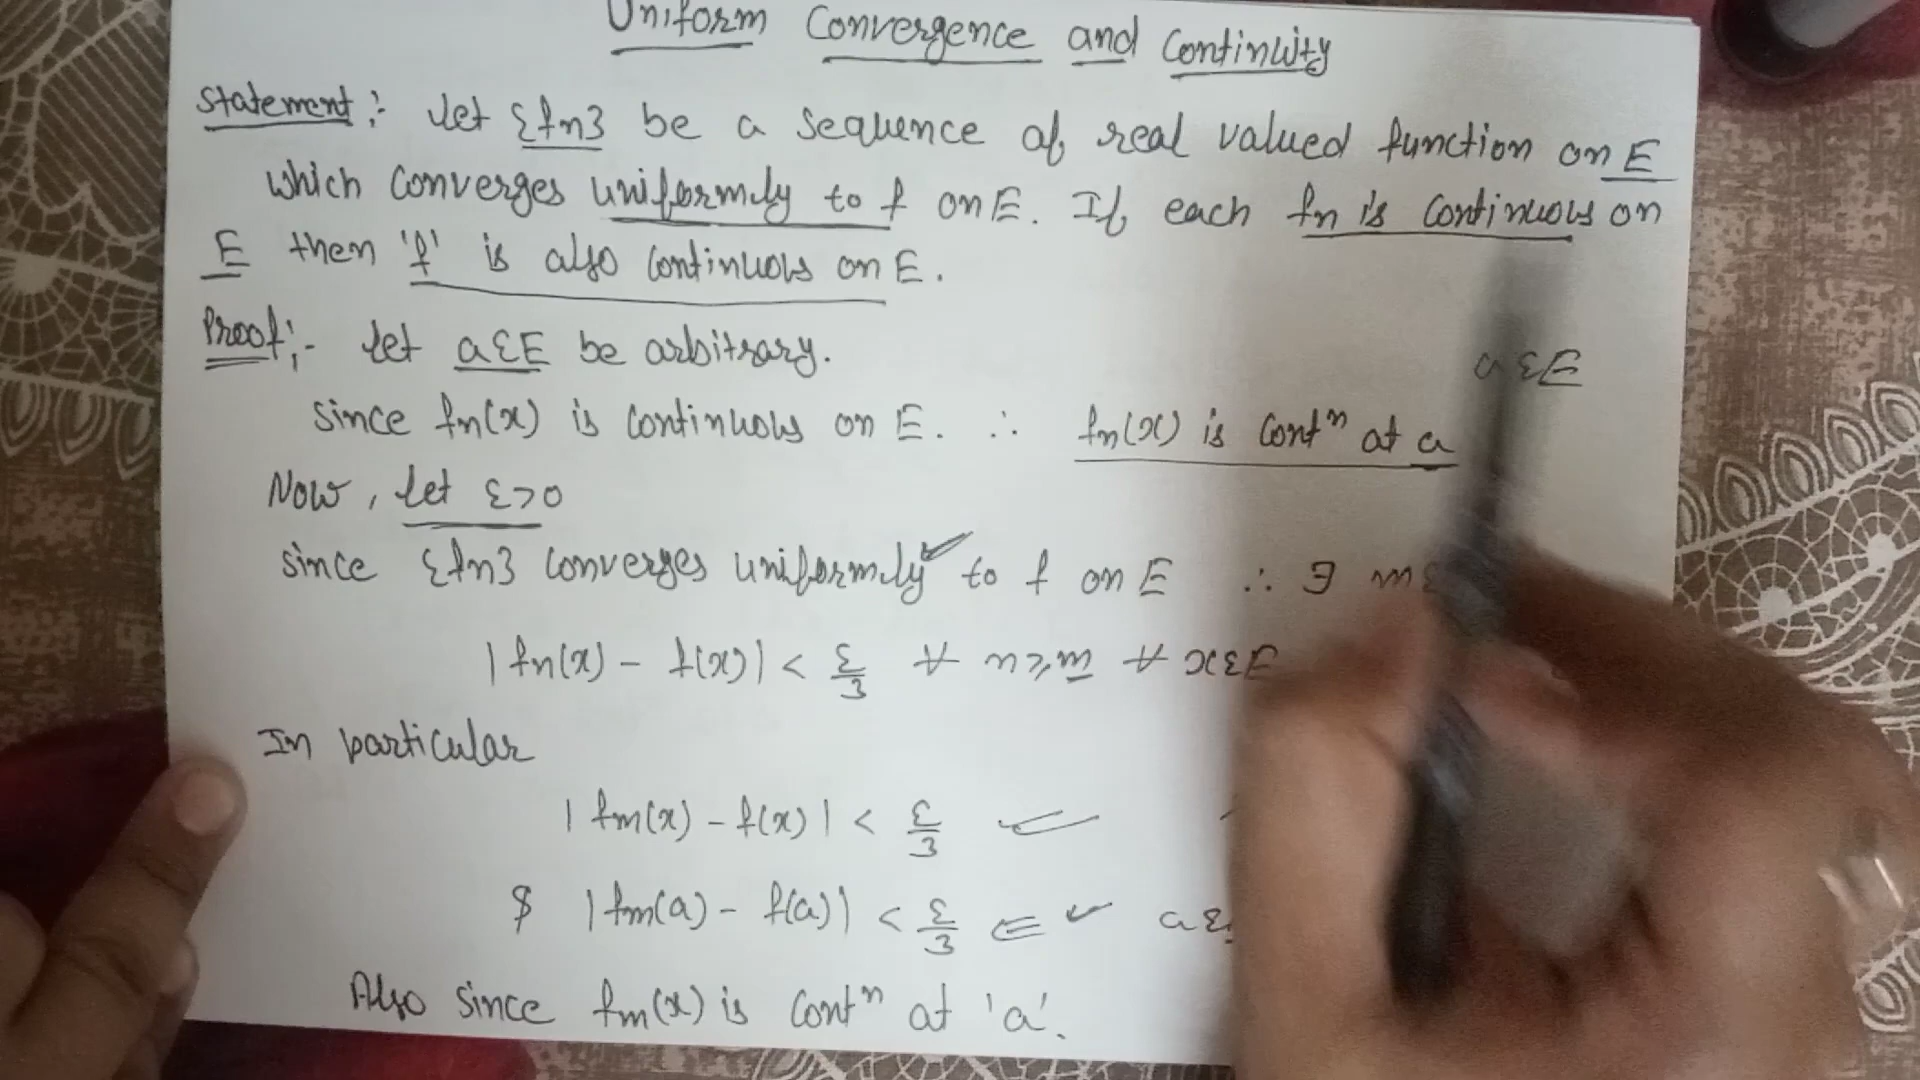 Uniform Convergence and Continuity
Statement:- Let {fn} be a sequence of real valued function on E
which converges uniformly to f on E. If each fn is continuous on
E then 'f' is also continuous on E.
Proof:- Let a∈E be arbitrary.
a∈E
Since fn(x) is continuous on E. ∴ fn(x) is contⁿ at a
Now, let ε>0
since {fn} converges uniformly to f on E ∴ ∃ m∈
|fn(x) - f(x)| < ε/3 ∀ n≥m ∀ x∈E
In particular
|fm(x) - f(x)| < ε/3
& |fm(a) - f(a)| < ε/3 a∈
Also since fm(x) is contⁿ at 'a'.